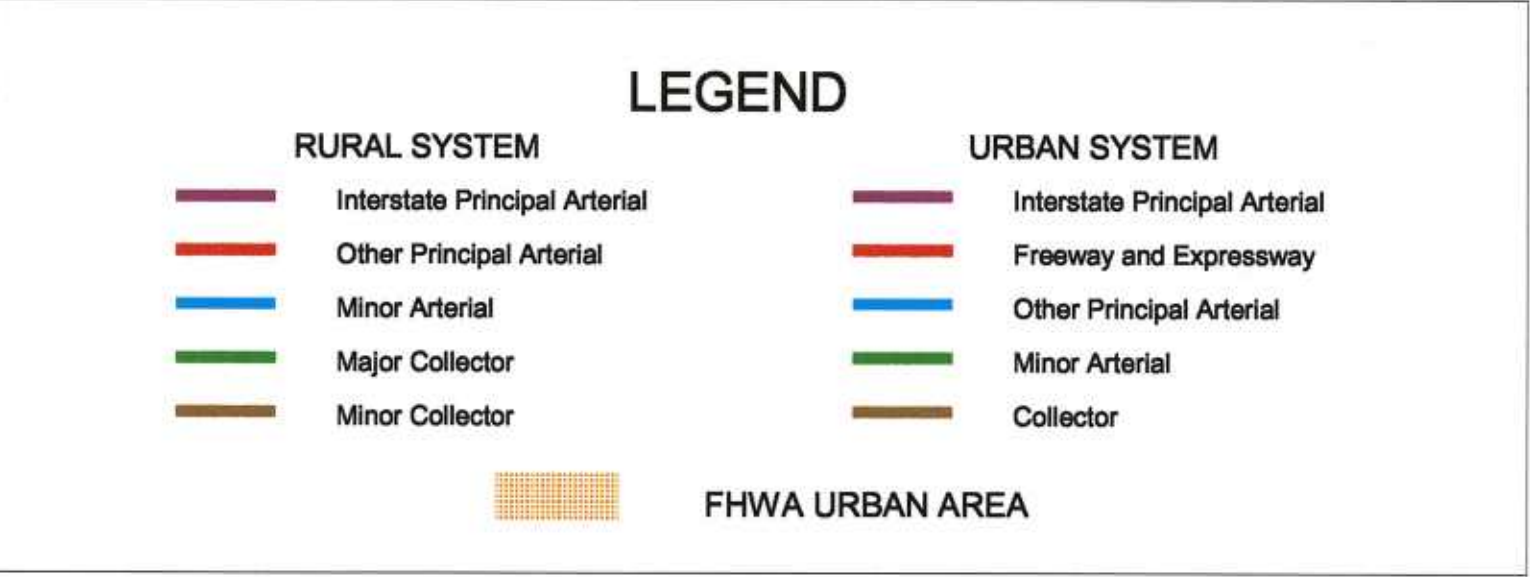 LEGEND
RURAL SYSTEM
Interstate Principal Arterial
Other Principal Arterial
Minor Arterial
Major Collector
Minor Collector
URBAN SYSTEM
Interstate Principal Arterial
Freeway and Expressway
Other Principal Arterial
Minor Arterial
Collector
FHWA URBAN AREA